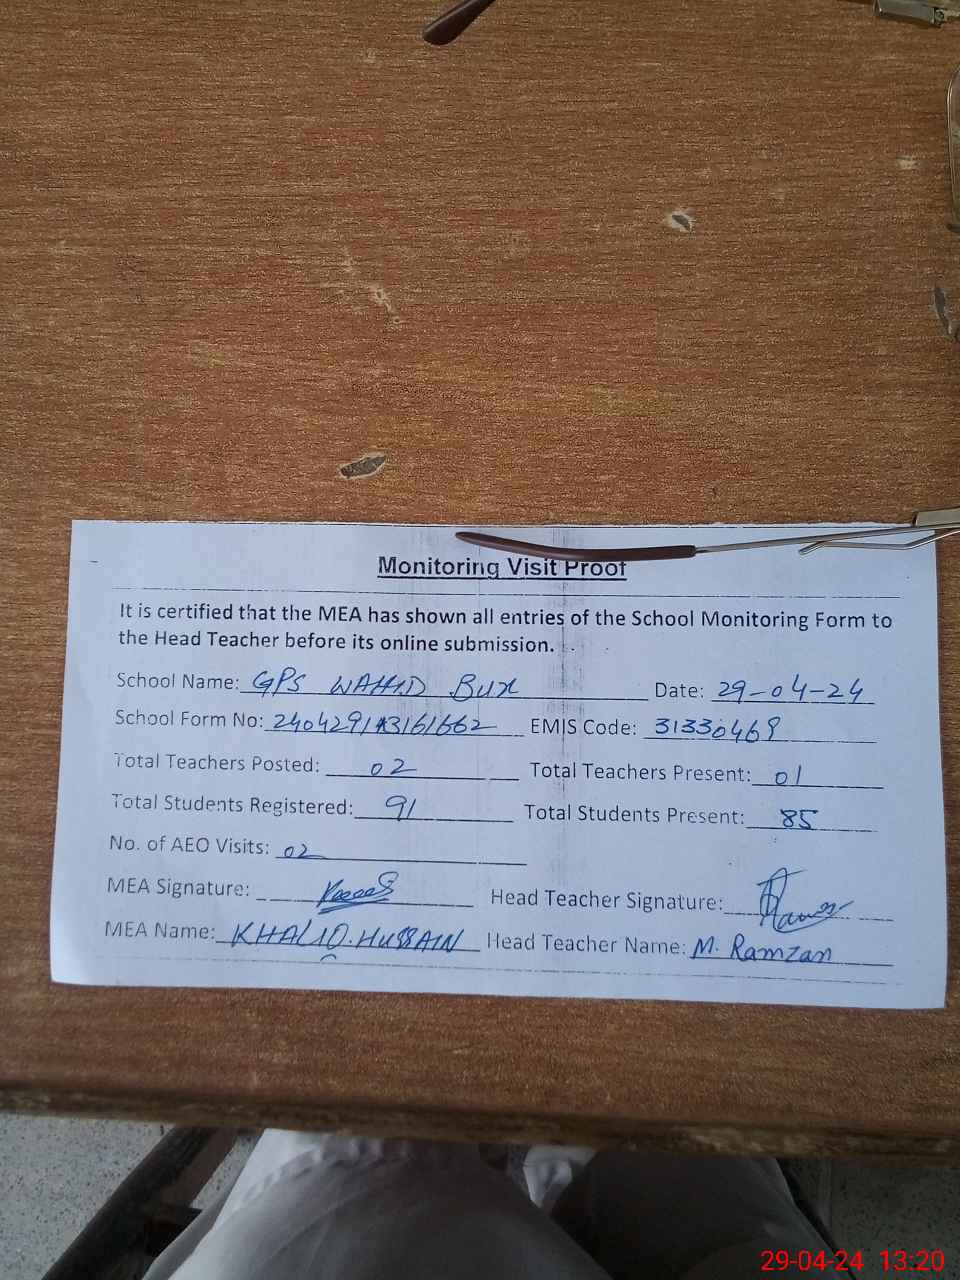 Monitoring Visit Proof
It is certified that the MEA has shown all entries of the School Monitoring Form to
the Head Teacher before its online submission.
School Name: GPS WAHID BUX Date: 29-04-24
School Form No: EMIS Code: 31330469
Total Teachers Posted: 02 Total Teachers Present: 01
Total Students Registered: 91 Total Students Present: 85
No. of AEO Visits: 02
MEA Signature: Head Teacher Signature:
MEA Name: KHALID.HUSSAIN Head Teacher Name: M. Ramzan
29-04-24 13:20